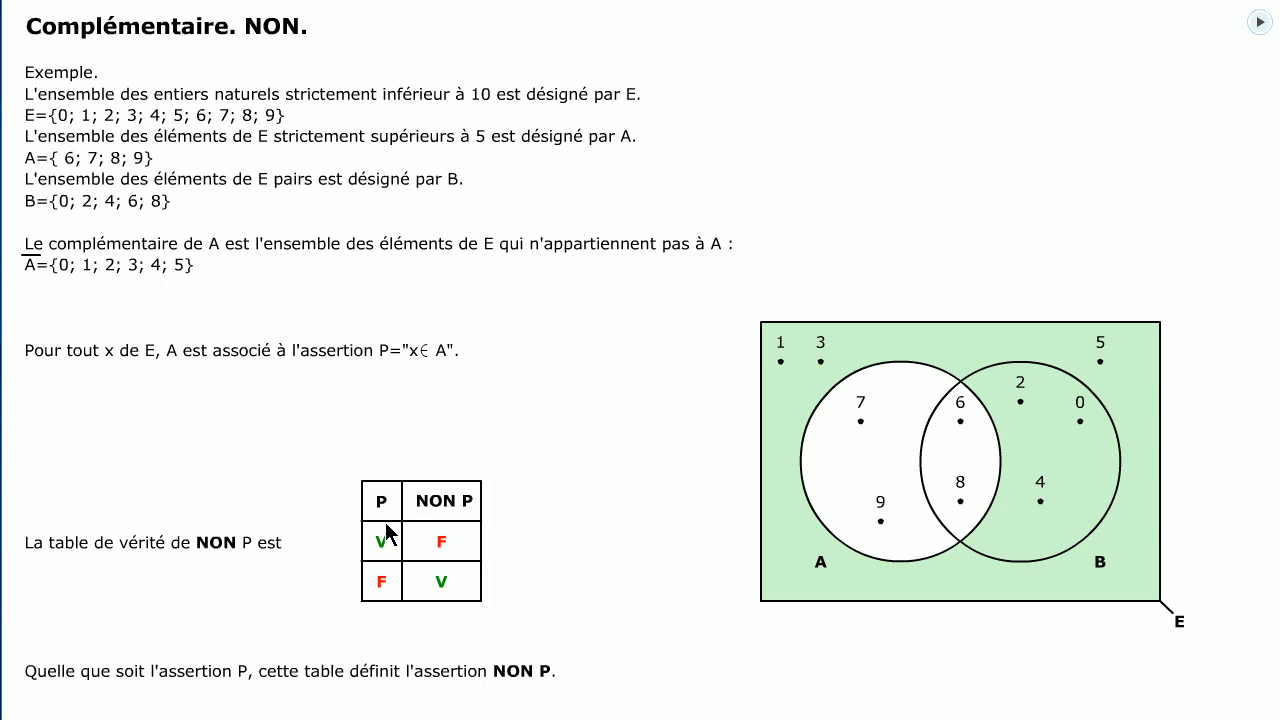 Complémentaire. NON.
Exemple.
L'ensemble des entiers naturels strictement inférieur à 10 est désigné par E.
E={0; 1; 2; 3; 4; 5; 6; 7; 8; 9}
L'ensemble des éléments de E strictement supérieurs à 5 est désigné par A.
A={ 6; 7; 8; 9}
L'ensemble des éléments de E pairs est désigné par B.
B={0; 2; 4; 6; 8}
Le complémentaire de A est l'ensemble des éléments de E qui n'appartiennent pas à A :
A̅={0; 1; 2; 3; 4; 5}
Pour tout x de E, A est associé à l'assertion P="x∈ A".
La table de vérité de NON P est
P NON P
V F
F V
Quelle que soit l'assertion P, cette table définit l'assertion NON P.
1 3 5
2
7 6 0
8 4
9
A B
E